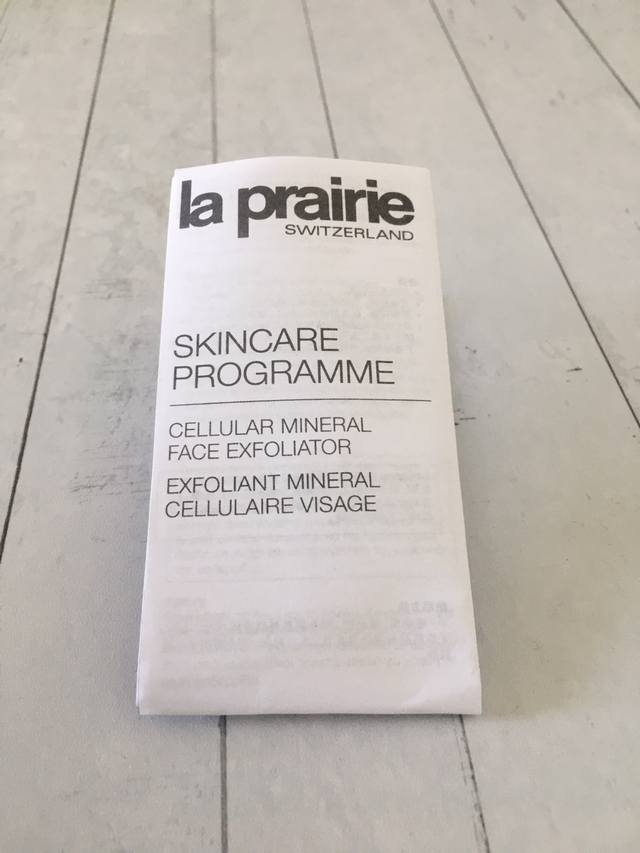 la prairie
SWITZERLAND
SKINCARE
PROGRAMME
CELLULAR MINERAL
FACE EXFOLIATOR
EXFOLIANT MINERAL
CELLULAIRE VISAGE